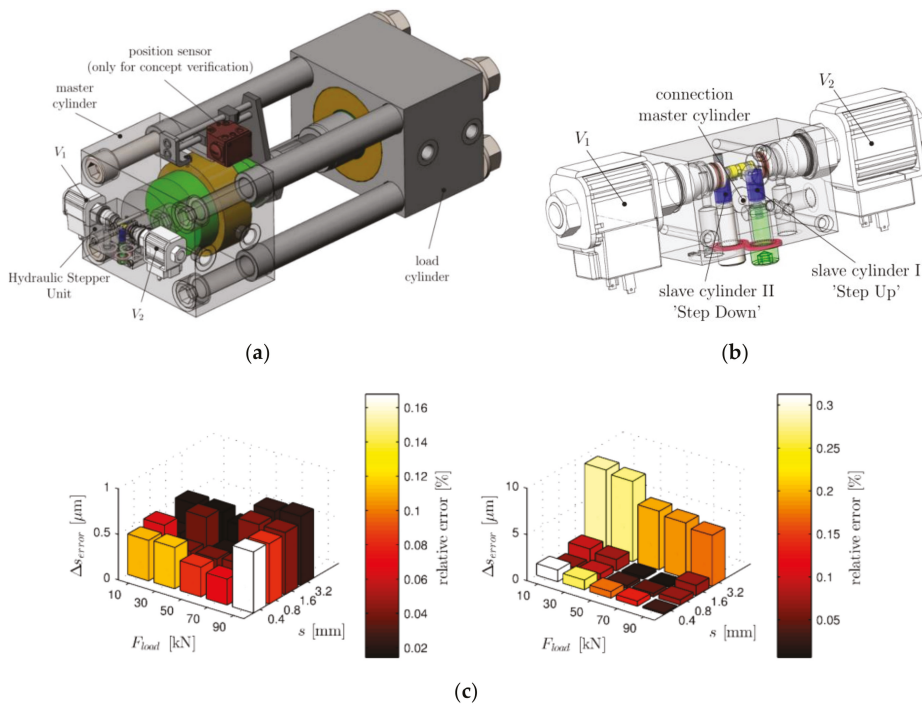 position sensor
(only for concept verification)
master
cylinder
V₁
Hydraulic Stepper
Unit
V₂
load
cylinder
(a)
connection
master cylinder
V₁
V₂
slave cylinder I
'Step Up'
slave cylinder II
'Step Down'
(b)
1
0.5
0
Δs_error [μm]
10
30
50
70
90
F_load [kN]
0.4
0.8
1.6
3.2
s [mm]
0.16
0.14
0.12
0.10
0.08
0.06
0.04
0.02
relative error [%]
10
5
0
Δs_error [μm]
10
30
50
70
90
F_load [kN]
0.4
0.8
1.6
3.2
s [mm]
0.3
0.25
0.2
0.15
0.1
0.05
relative error [%]
(c)